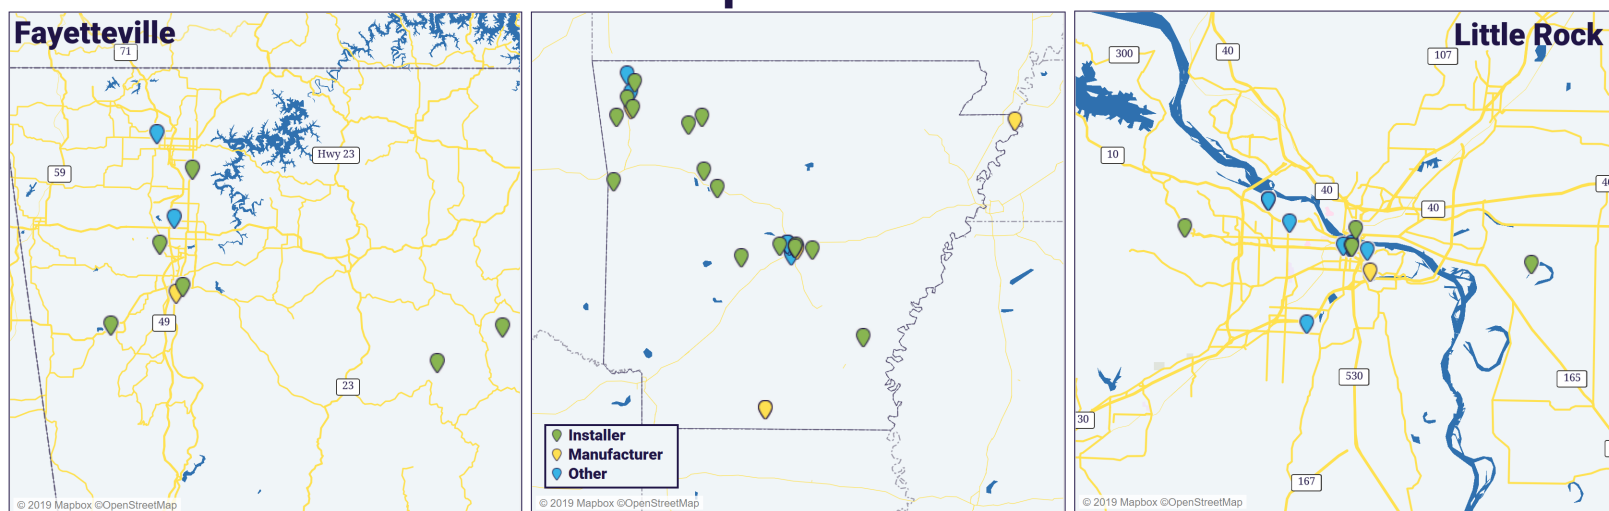 Fayetteville
71
59
Hwy 23
49
23
© 2019 Mapbox ©OpenStreetMap
Installer
Manufacturer
Other
© 2019 Mapbox ©OpenStreetMap
Little Rock
300
40
107
10
40
40
530
165
30
167
© 2019 Mapbox ©OpenStreetMap